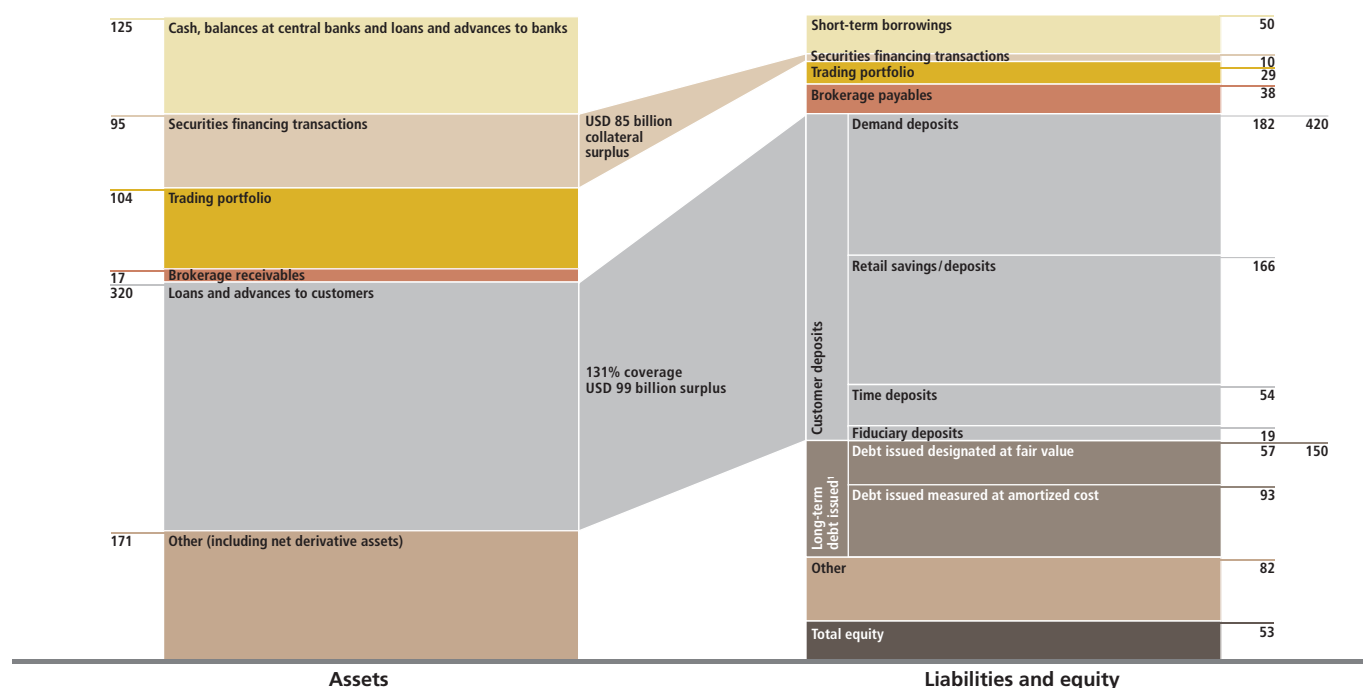 125 Cash, balances at central banks and loans and advances to banks
95 Securities financing transactions
104 Trading portfolio
17 Brokerage receivables
320 Loans and advances to customers
171 Other (including net derivative assets)
USD 85 billion
collateral
surplus
131% coverage
USD 99 billion surplus
Short-term borrowings 50
Securities financing transactions 10
Trading portfolio 29
Brokerage payables 38
Customer deposits
Demand deposits 182 420
Retail savings/deposits 166
Time deposits 54
Fiduciary deposits 19
Long-term
debt issued¹
Debt issued designated at fair value 57 150
Debt issued measured at amortized cost 93
Other 82
Total equity 53
Assets
Liabilities and equity